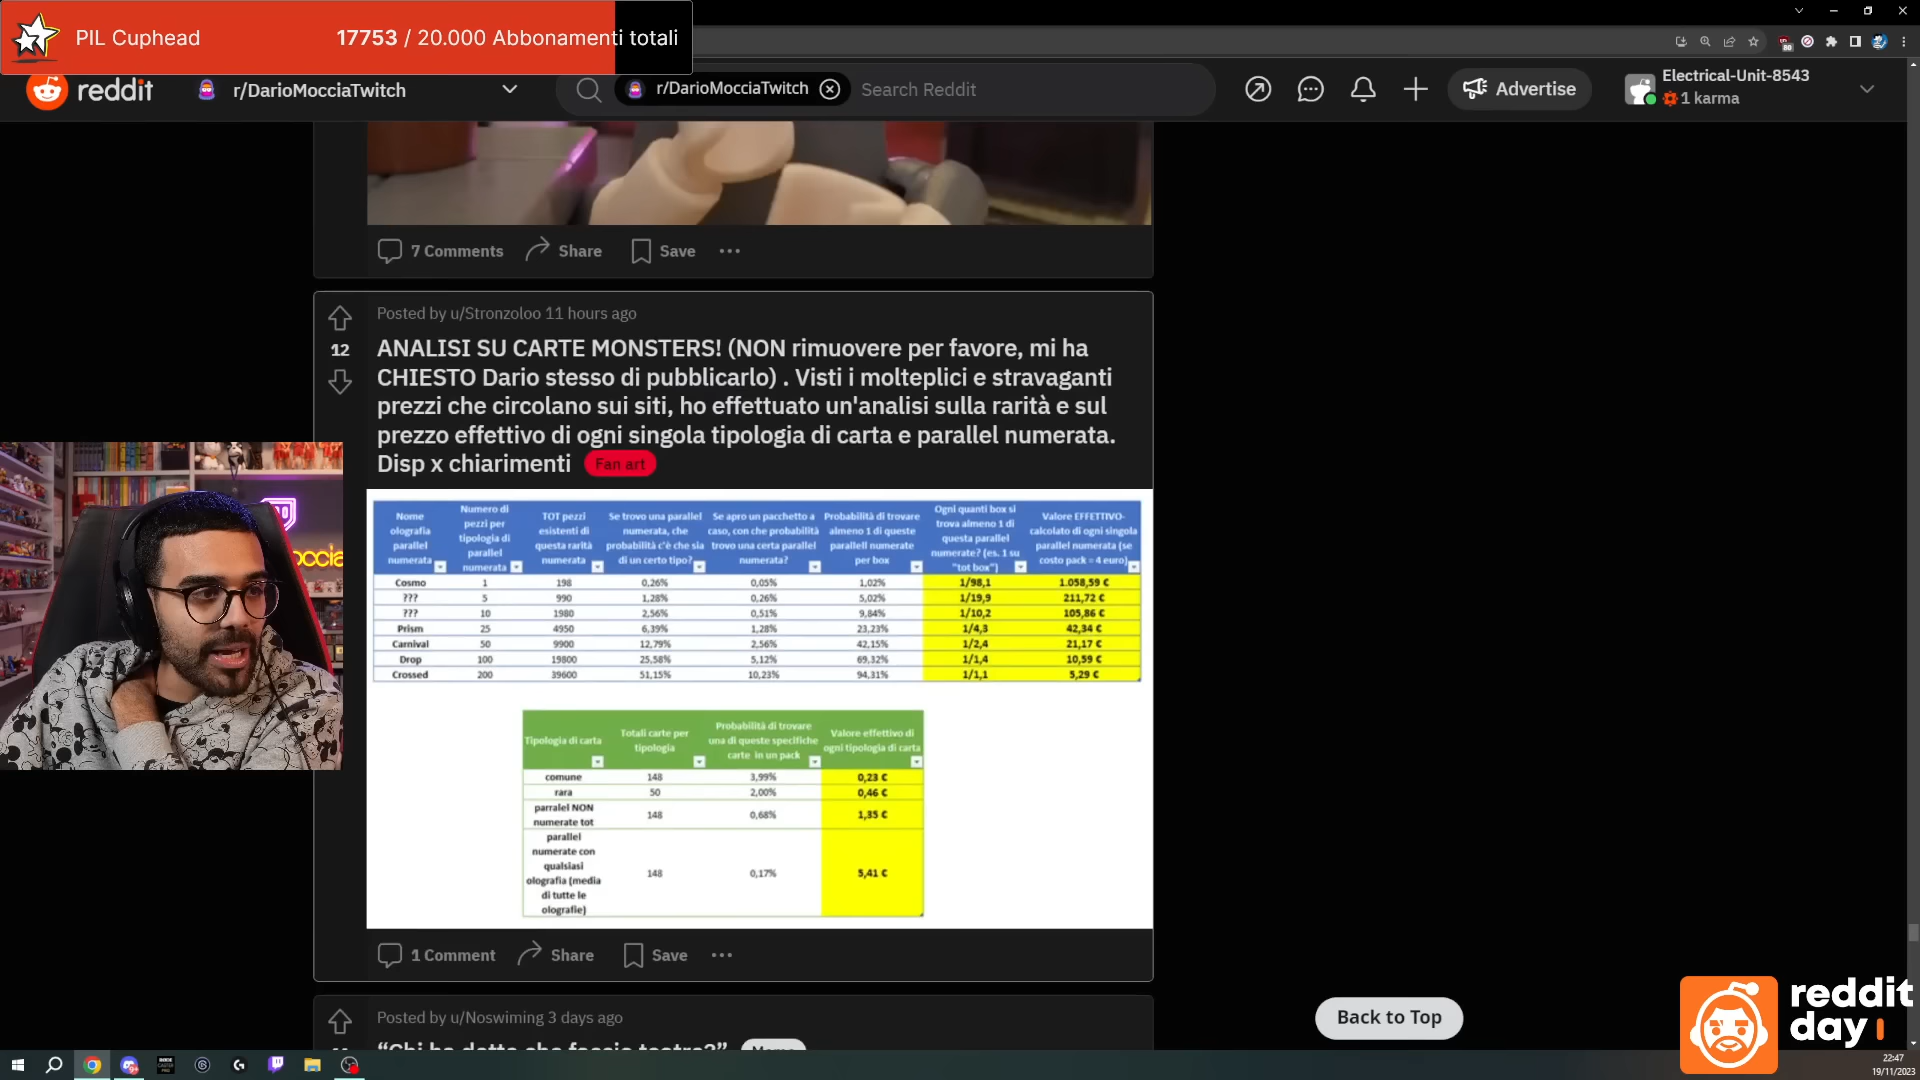 PIL Cuphead
17753 / 20.000 Abbonamenti totali
reddit
r/DarioMocciaTwitch
r/DarioMocciaTwitch
Search Reddit
Advertise
Electrical-Unit-8543
1 karma
7 Comments
Share
Save
Posted by u/Stronzoloo 11 hours ago
12
ANALISI SU CARTE MONSTERS! (NON rimuovere per favore, mi ha
CHIESTO Dario stesso di pubblicarlo) . Visti i molteplici e stravaganti
prezzi che circolano sui siti, ho effettuato un'analisi sulla rarità e sul
prezzo effettivo di ogni singola tipologia di carta e parallel numerata.
Disp x chiarimenti Fan art
Nome
olografia
parallel
numerata
Numero di
pezzi per
tipologia di
parallel
numerata
TOT pezzi
esistenti di
questa rarità
numerata
Se trovo una parallel
numerata, che
probabilità c'è che sia
di un certo tipo?
Se apro un pacchetto a
caso, con che probabilità
trovo una certa parallel
numerata?
Probabilità di trovare
almeno 1 di queste
parallell numerate
per box
Ogni quanti box si
trova almeno 1 di
questa parallel
numerate? (es. 1 su
"tot box")
Valore EFFETTIVO-
calcolato di ogni singola
parallel numerata (se
costo pack = 4 euro)
Cosmo 1 198 0,26% 0,05% 1,02% 1/98,1 1.058,59 €
??? 5 990 1,28% 0,26% 5,02% 1/19,9 211,72 €
??? 10 1980 2,56% 0,51% 9,84% 1/10,2 105,86 €
Prism 25 4950 6,39% 1,28% 23,23% 1/4,3 42,34 €
Carnival 50 9900 12,79% 2,56% 42,15% 1/2,4 21,17 €
Drop 100 19800 25,58% 5,12% 69,32% 1/1,4 10,59 €
Crossed 200 39600 51,15% 10,23% 94,31% 1/1,1 5,29 €
Tipologia di carta
Totali carte per
tipologia
Probabilità di trovare
una di queste specifiche
carte in un pack
Valore effettivo di
ogni tipologia di carta
comune 148 3,99% 0,23 €
rara 50 2,00% 0,46 €
parralel NON
numerate tot
148 0,68% 1,35 €
parallel
numerate con
qualsiasi
olografia (media
di tutte le
olografie)
148 0,17% 5,41 €
1 Comment
Share
Save
Posted by u/Noswiming 3 days ago
Back to Top
reddit
day
22:47
19/11/2023